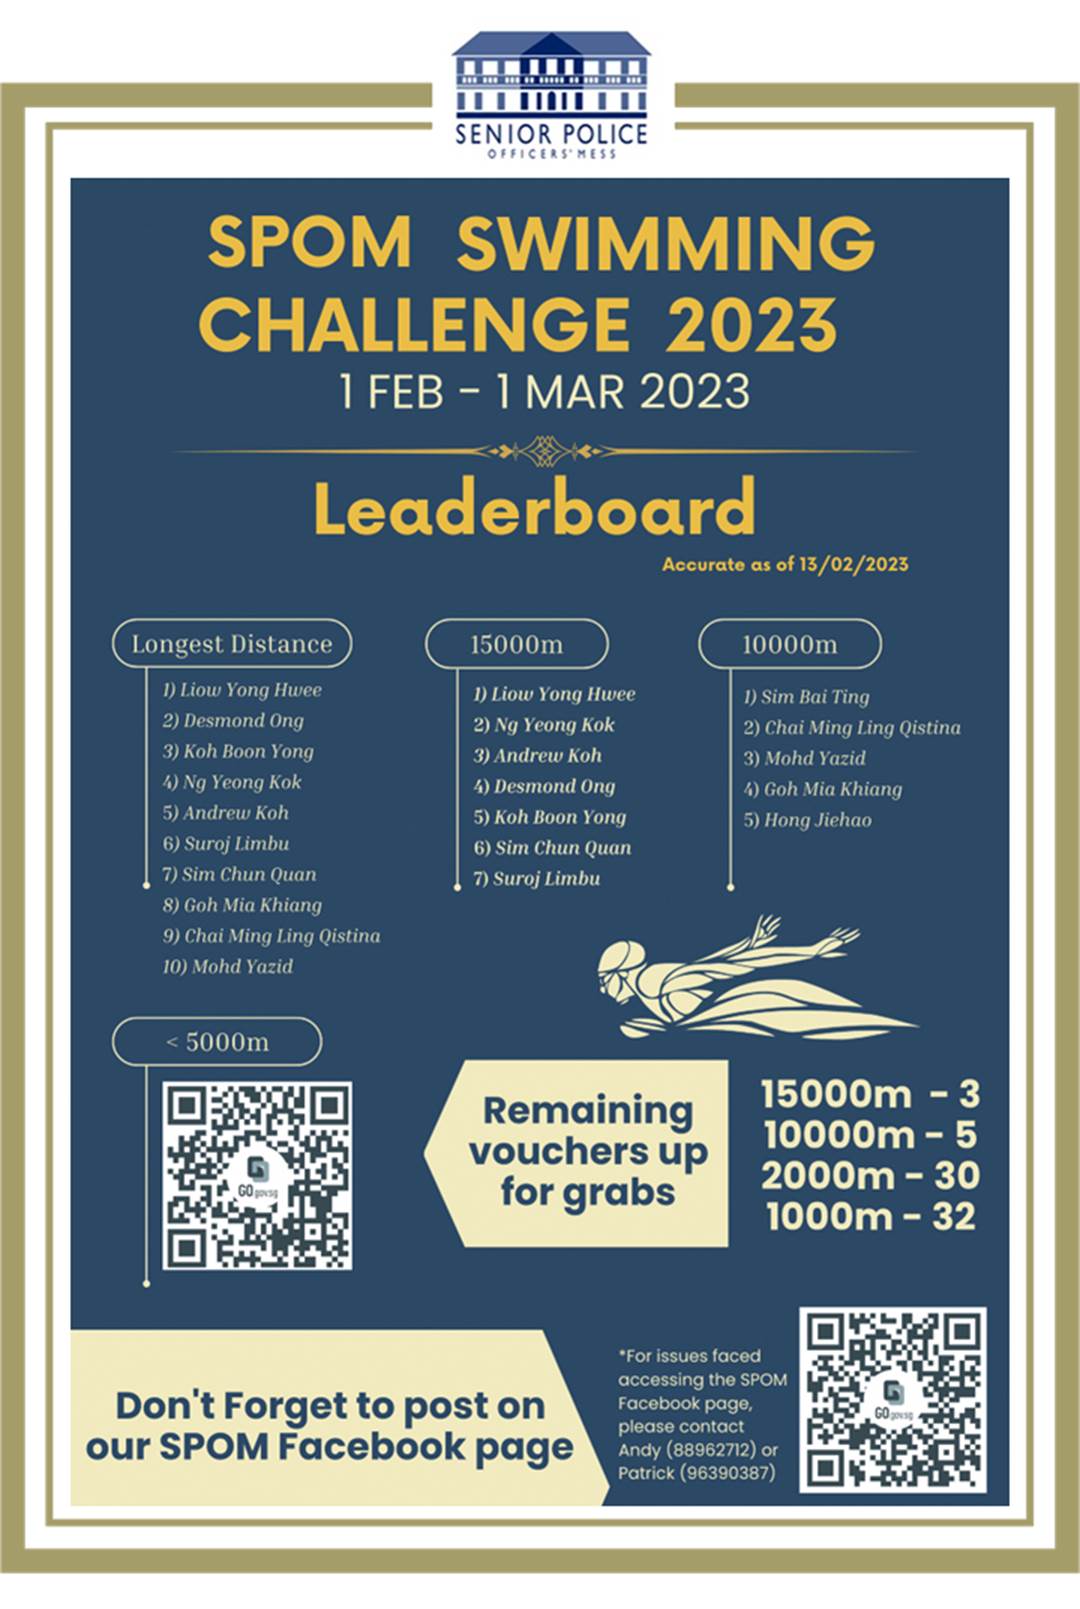 SENIOR POLICE
OFFICERS' MESS
SPOM SWIMMING
CHALLENGE 2023
1 FEB - 1 MAR 2023
Leaderboard
Accurate as of 13/02/2023
Longest Distance
1) Liow Yong Hwee
2) Desmond Ong
3) Koh Boon Yong
4) Ng Yeong Kok
5) Andrew Koh
6) Suroj Limbu
7) Sim Chun Quan
8) Goh Mia Khiang
9) Chai Ming Ling Qistina
10) Mohd Yazid
15000m
1) Liow Yong Hwee
2) Ng Yeong Kok
3) Andrew Koh
4) Desmond Ong
5) Koh Boon Yong
6) Sim Chun Quan
7) Suroj Limbu
10000m
1) Sim Bai Ting
2) Chai Ming Ling Qistina
3) Mohd Yazid
4) Goh Mia Khiang
5) Hong Jiehao
< 5000m
GO gov.sg
Remaining
vouchers up
for grabs
15000m - 3
10000m - 5
2000m - 30
1000m - 32
Don't Forget to post on
our SPOM Facebook page
*For issues faced
accessing the SPOM
Facebook page,
please contact
Andy (88962712) or
Patrick (96390387)
GO gov.sg